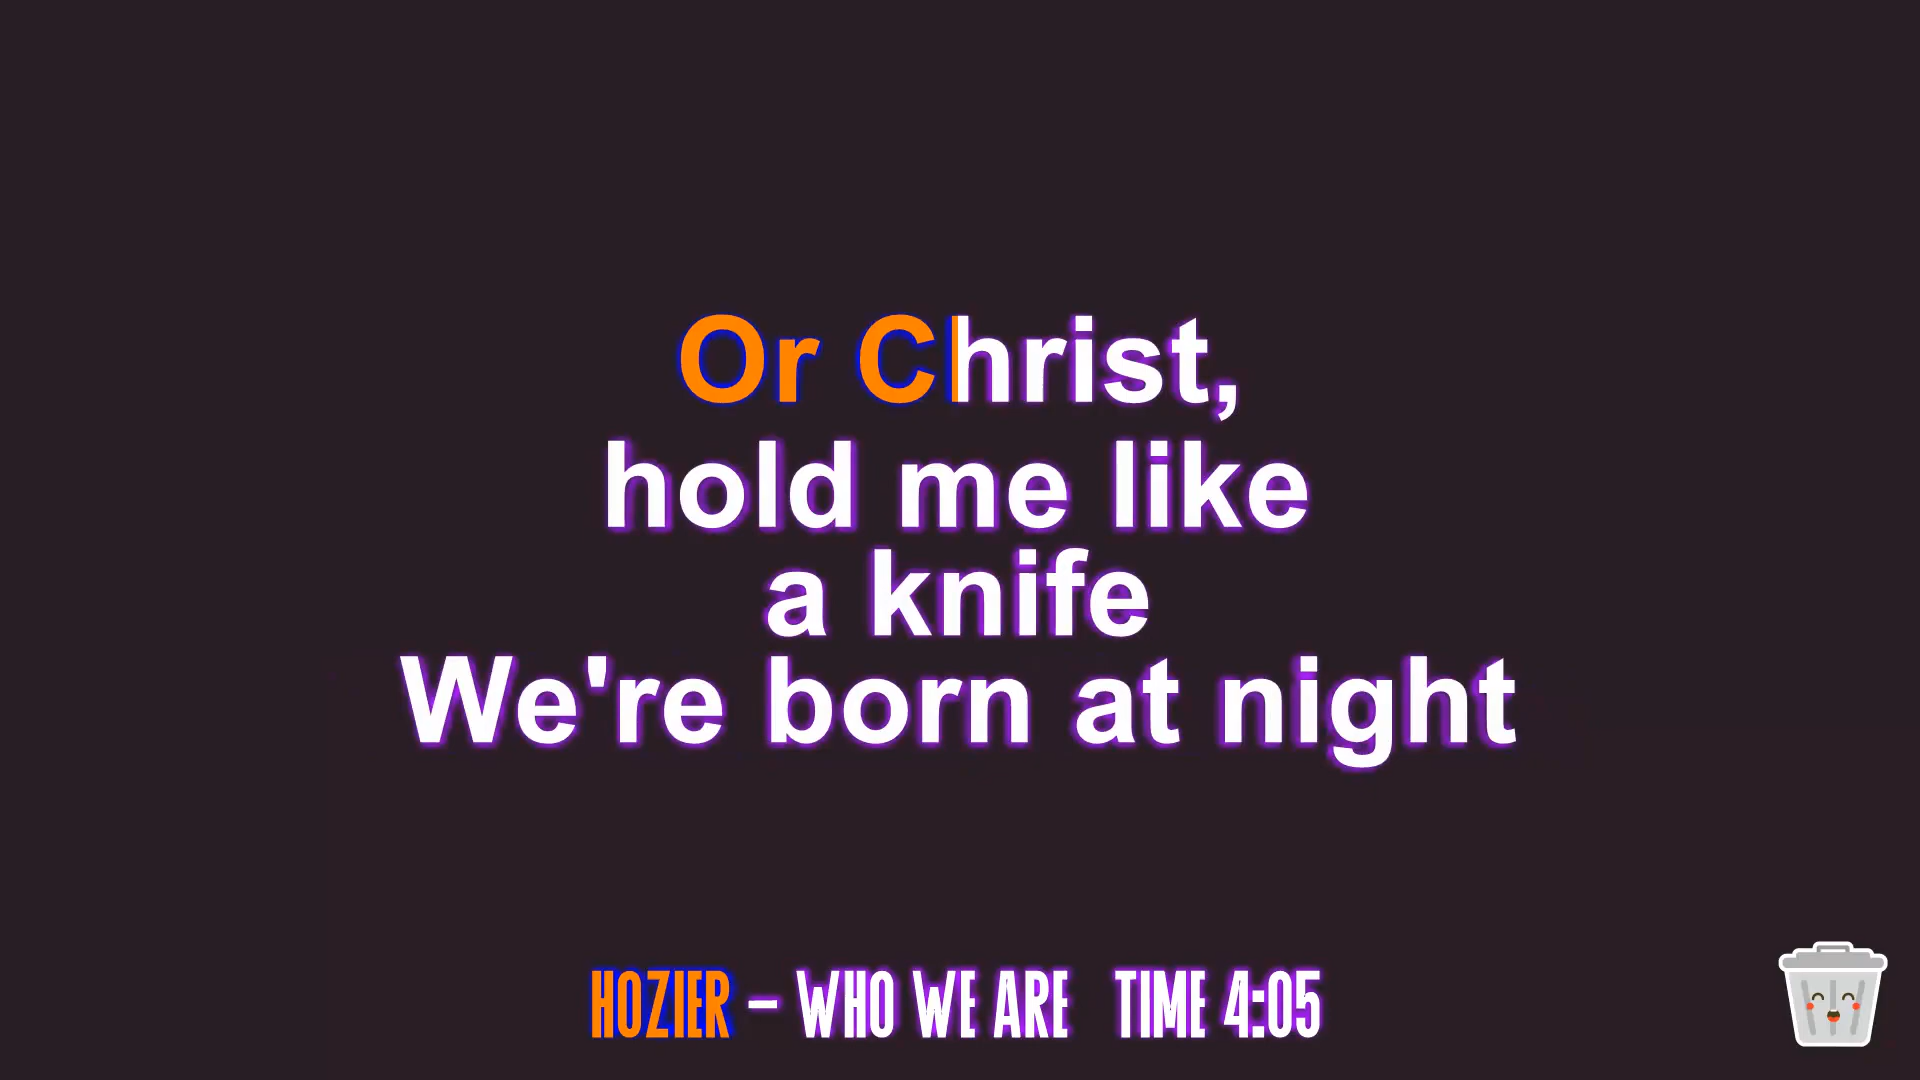 Or Christ,
hold me like
a knife
We're born at night
HOZIER – WHO WE ARE TIME 4:05